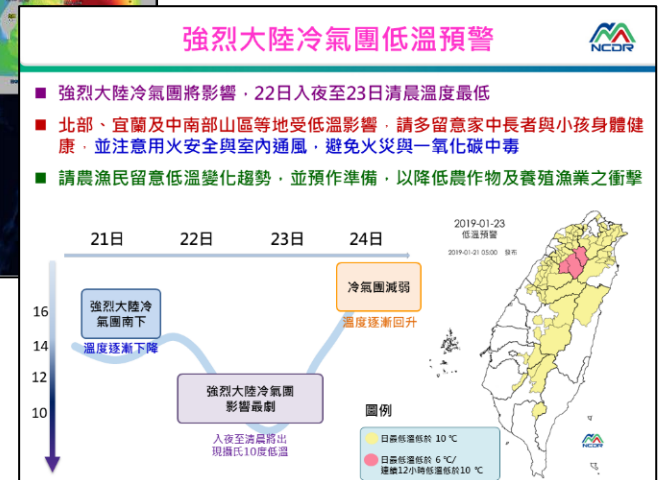 強烈大陸冷氣團低溫預警
NCDR
■ 強烈大陸冷氣團將影響，22日入夜至23日清晨溫度最低
■ 北部、宜蘭及中南部山區等地受低溫影響，請多留意家中長者與小孩身體健
康，並注意用火安全與室內通風，避免火災與一氧化碳中毒
■ 請農漁民留意低溫變化趨勢，並預作準備，以降低農作物及養殖漁業之衝擊
21日 22日 23日 24日
16
14
12
10
強烈大陸冷
氣團南下
溫度逐漸下降
強烈大陸冷氣團
影響最劇
入夜至清晨將出
現攝氏10度低溫
冷氣團減弱
溫度逐漸回升
2019-01-23
低溫預警
2019-01-21 05:00 發布
圖例
日最低溫低於 10 ℃
日最低溫低於 6 ℃/
連續12小時低溫低於10 ℃
NCDR